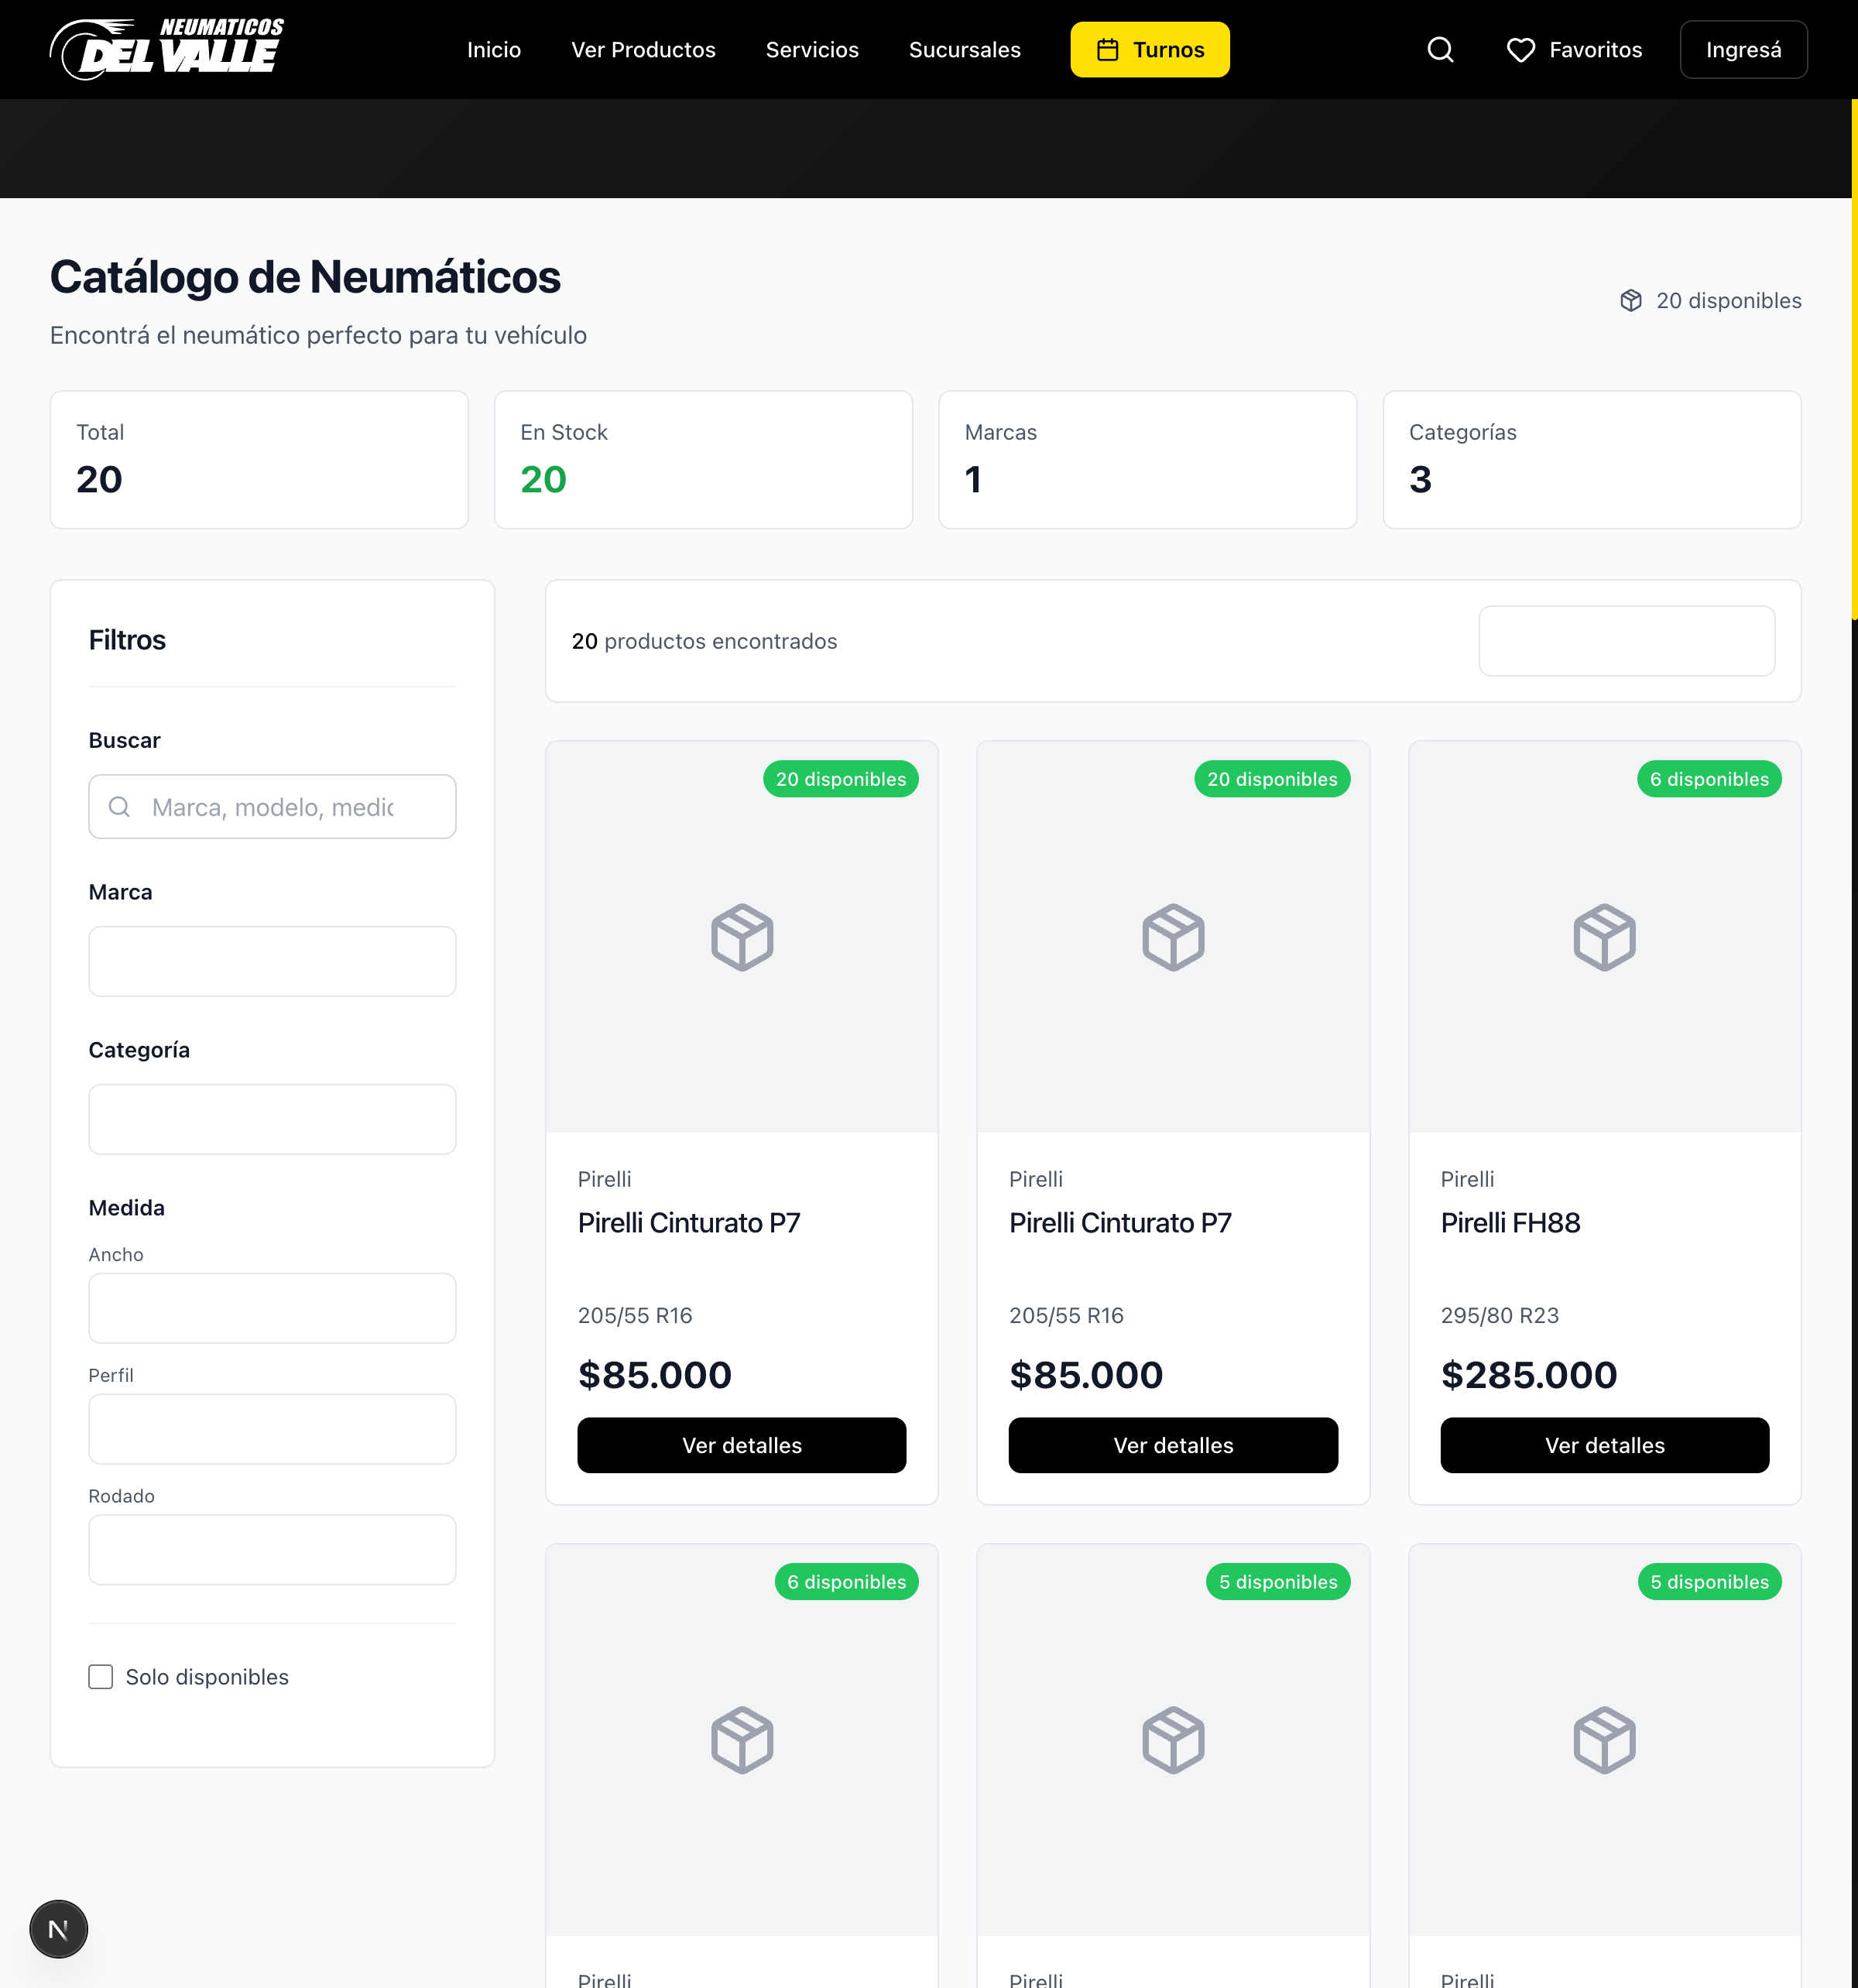 NEUMATICOS
DEL VALLE
Inicio
Ver Productos
Servicios
Sucursales
Turnos
Favoritos
Ingresá
Catálogo de Neumáticos
Encontrá el neumático perfecto para tu vehículo
20 disponibles
Total
20
En Stock
20
Marcas
1
Categorías
3
Filtros
Buscar
Marca, modelo, medic
Marca
Categoría
Medida
Ancho
Perfil
Rodado
Solo disponibles
20 productos encontrados
20 disponibles
Pirelli
Pirelli Cinturato P7
205/55 R16
$85.000
Ver detalles
20 disponibles
Pirelli
Pirelli Cinturato P7
205/55 R16
$85.000
Ver detalles
6 disponibles
Pirelli
Pirelli FH88
295/80 R23
$285.000
Ver detalles
6 disponibles
Pirelli
5 disponibles
Pirelli
5 disponibles
Pirelli
N